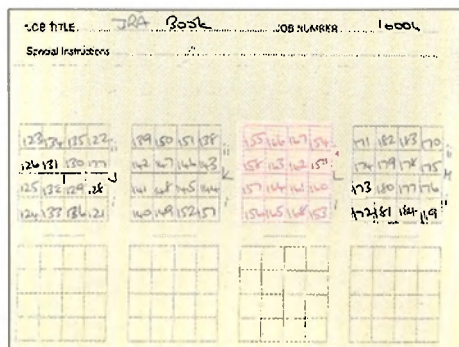 JOB TITLE JRA Book JOB NUMBER 1600
Special Instructions
123 134 135 122 139 150 151 138 155 166 167 154 171 182 183 170
126 131 130 127 142 147 146 143 158 163 162 159 174 179 178 175
125 132 129 128 141 148 145 144 157 164 161 160 173 180 177 176
124 133 136 121 140 149 152 137 156 165 168 153 172 181 184 169